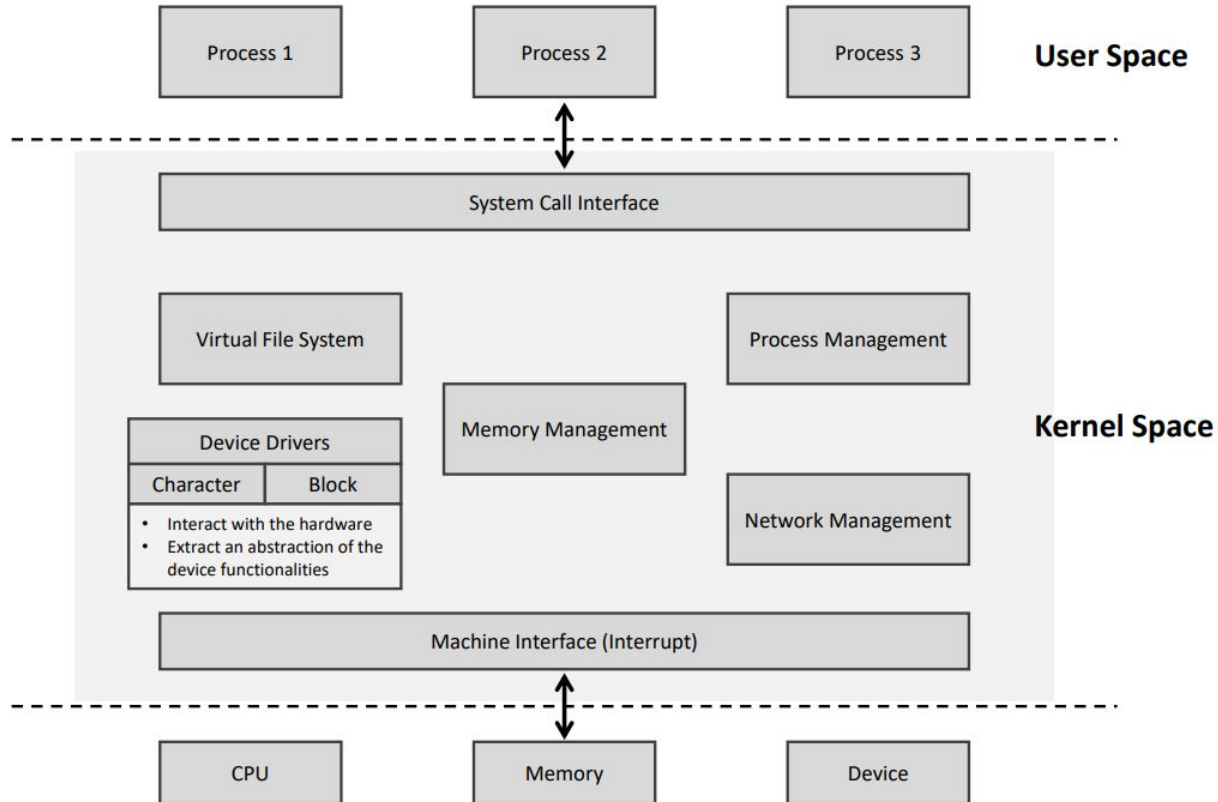 Process 1
Process 2
Process 3
User Space
System Call Interface
Virtual File System
Process Management
Memory Management
Kernel Space
Device Drivers
Character
Block
• Interact with the hardware
• Extract an abstraction of the
device functionalities
Network Management
Machine Interface (Interrupt)
CPU
Memory
Device